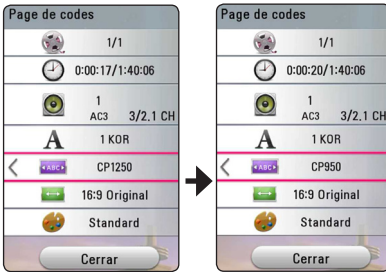 Page de codes
1/1
0:00:17/1:40:06
1
AC3 3/2.1 CH
A 1 KOR
ABC CP1250
16:9 Original
Standard
Cerrar
Page de codes
1/1
0:00:20/1:40:06
1
AC3 3/2.1 CH
A 1 KOR
ABC CP950
16:9 Original
Standard
Cerrar